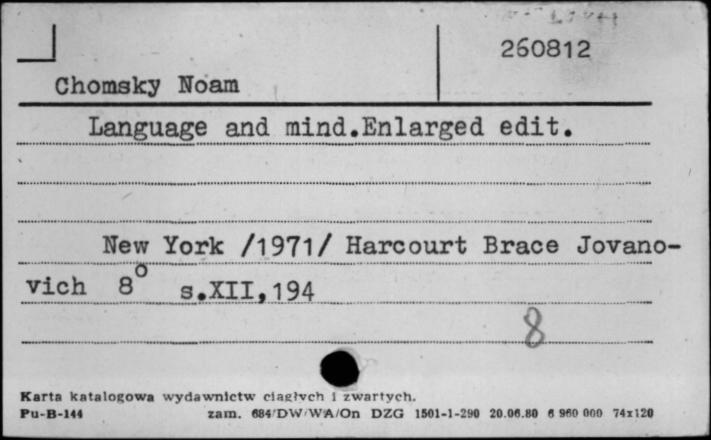 260812
Chomsky Noam
Language and mind.Enlarged edit.
New York /1971/ Harcourt Brace Jovano-
vich 8° s.XII,194
8
Karta katalogowa wydawnictw ciągłych i zwartych.
Pu-B-144 zam. 684/DW/WA/On DZG 1501-1-290 20.06.80 6 960 000 74x120